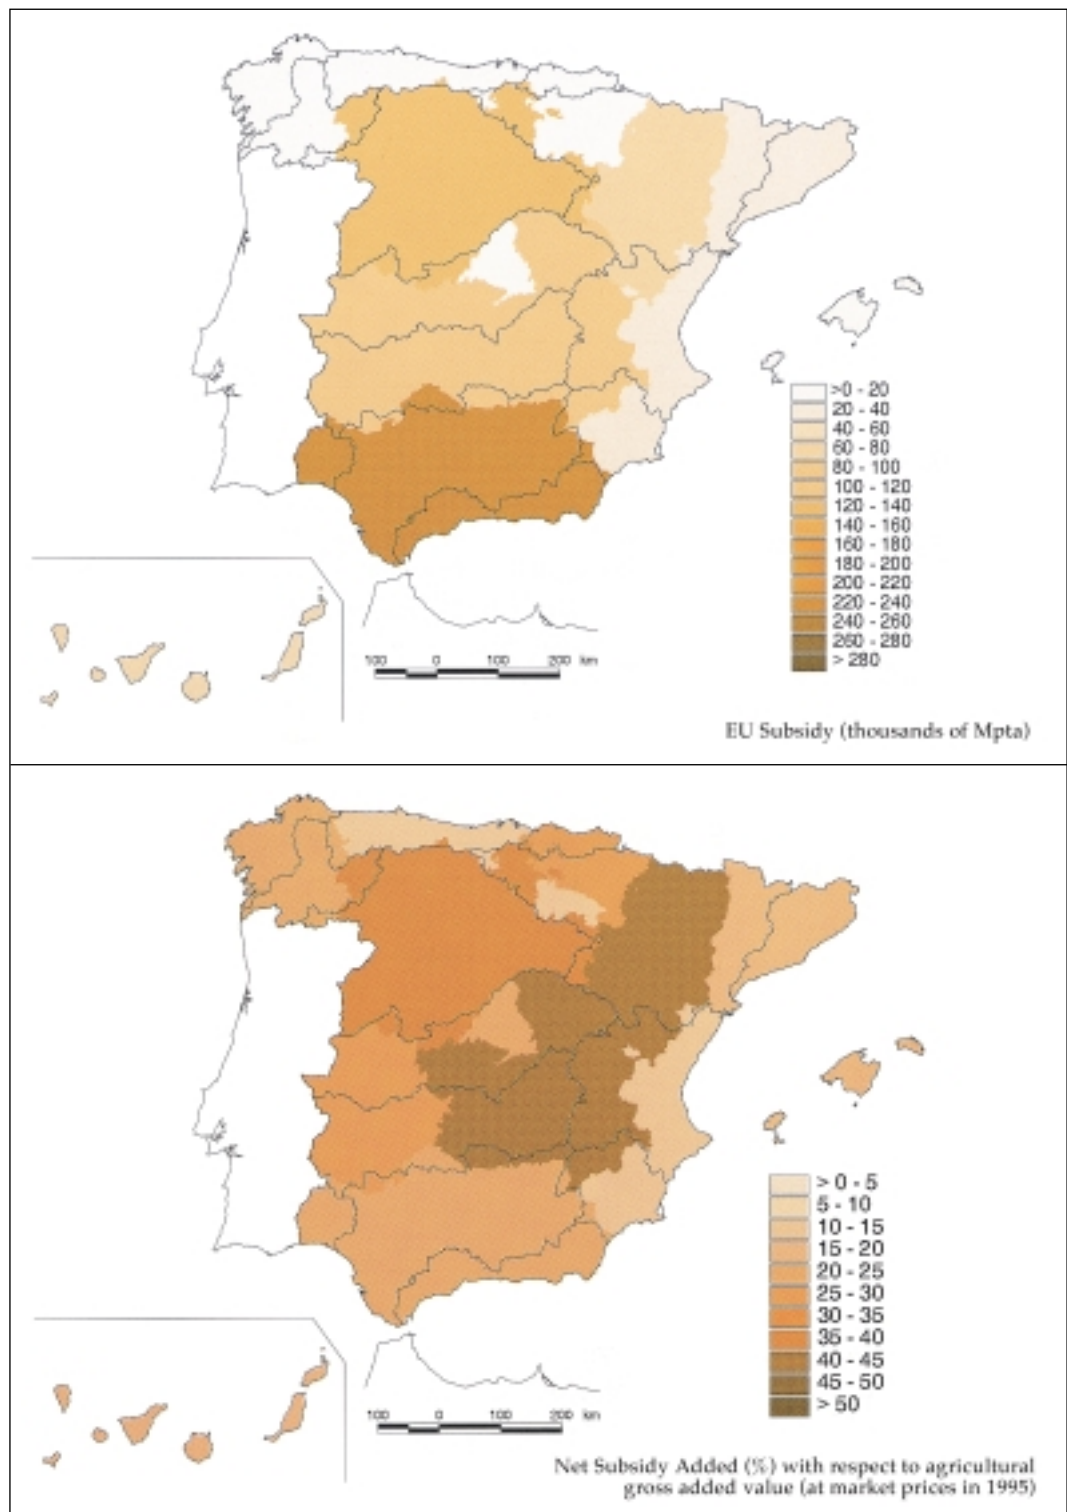 >0 - 20
20 - 40
40 - 60
60 - 80
80 - 100
100 - 120
120 - 140
140 - 160
160 - 180
180 - 200
200 - 220
220 - 240
240 - 260
260 - 280
> 280
100 0 100 200 km
EU Subsidy (thousands of Mpta)
> 0 - 5
5 - 10
10 - 15
15 - 20
20 - 25
25 - 30
30 - 35
35 - 40
40 - 45
45 - 50
> 50
100 0 100 200 km
Net Subsidy Added (%) with respect to agricultural
gross added value (at market prices in 1995)